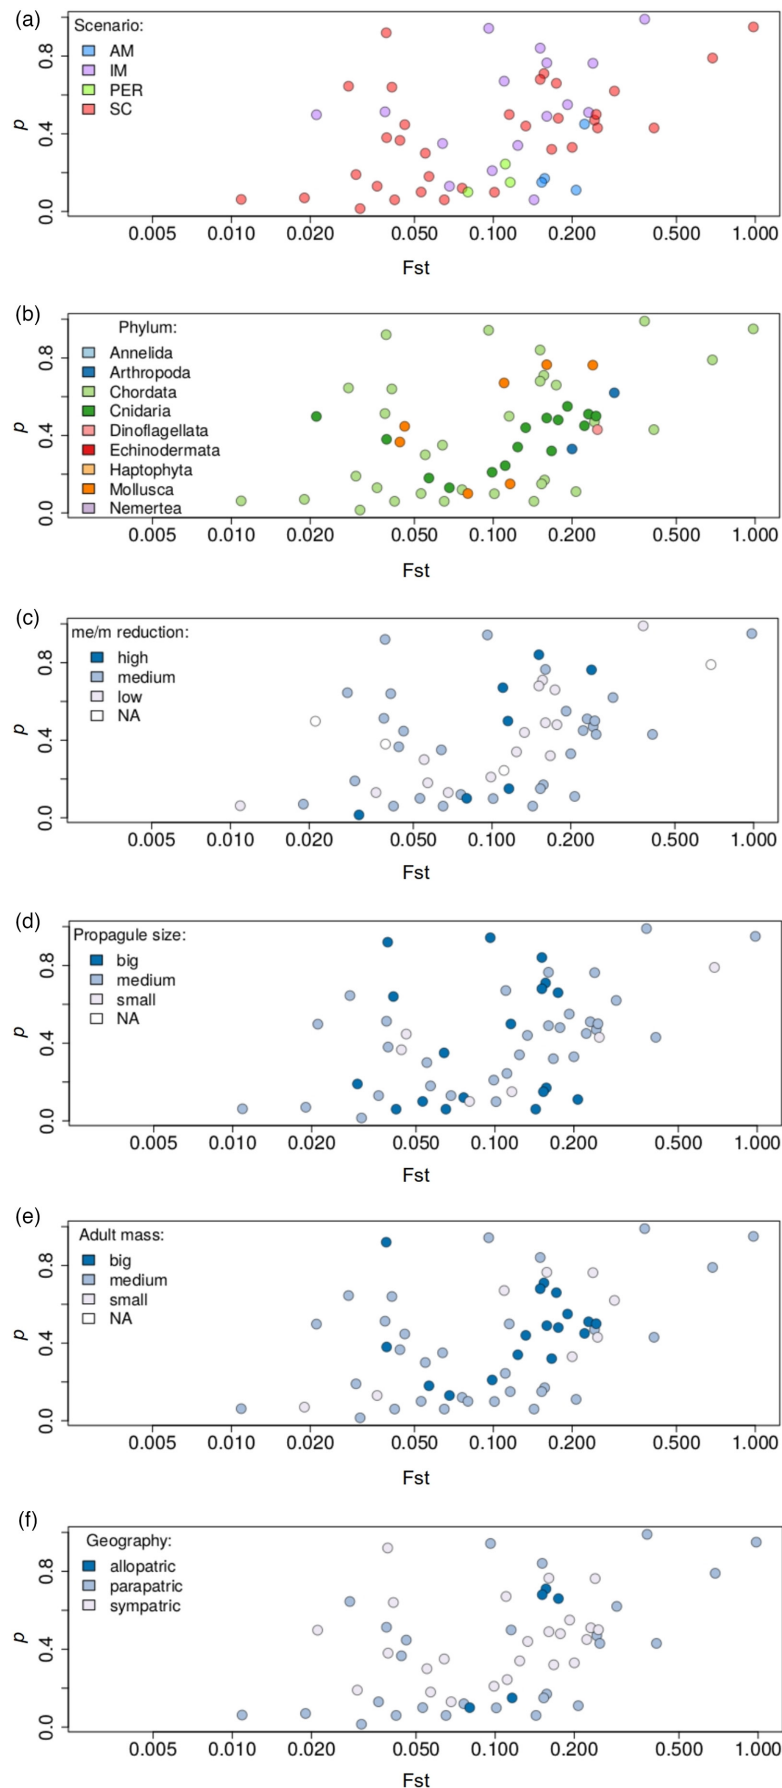 (a)
Scenario:
AM
IM
PER
SC
p
0.0 0.4 0.8
0.005 0.010 0.020 0.050 0.100 0.200 0.500 1.000
Fst
(b)
Phylum:
Annelida
Arthropoda
Chordata
Cnidaria
Dinoflagellata
Echinodermata
Haptophyta
Mollusca
Nemertea
p
0.0 0.4 0.8
0.005 0.010 0.020 0.050 0.100 0.200 0.500 1.000
Fst
(c)
me/m reduction:
high
medium
low
NA
p
0.0 0.4 0.8
0.005 0.010 0.020 0.050 0.100 0.200 0.500 1.000
Fst
(d)
Propagule size:
big
medium
small
NA
p
0.0 0.4 0.8
0.005 0.010 0.020 0.050 0.100 0.200 0.500 1.000
Fst
(e)
Adult mass:
big
medium
small
NA
p
0.0 0.4 0.8
0.005 0.010 0.020 0.050 0.100 0.200 0.500 1.000
Fst
(f)
Geography:
allopatric
parapatric
sympatric
p
0.0 0.4 0.8
0.005 0.010 0.020 0.050 0.100 0.200 0.500 1.000
Fst